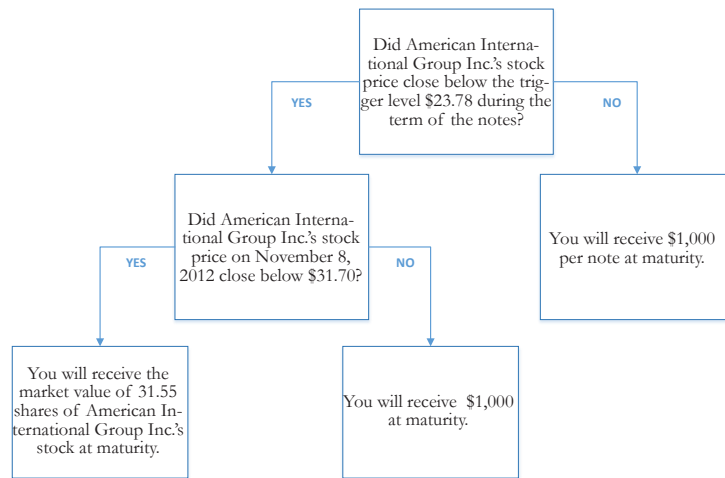 Did American Interna-
tional Group Inc.'s stock
price close below the trig-
ger level $23.78 during the
term of the notes?
YES
NO
Did American Interna-
tional Group Inc.'s stock
price on November 8,
2012 close below $31.70?
You will receive $1,000
per note at maturity.
YES
NO
You will receive the
market value of 31.55
shares of American In-
ternational Group Inc.'s
stock at maturity.
You will receive $1,000
at maturity.